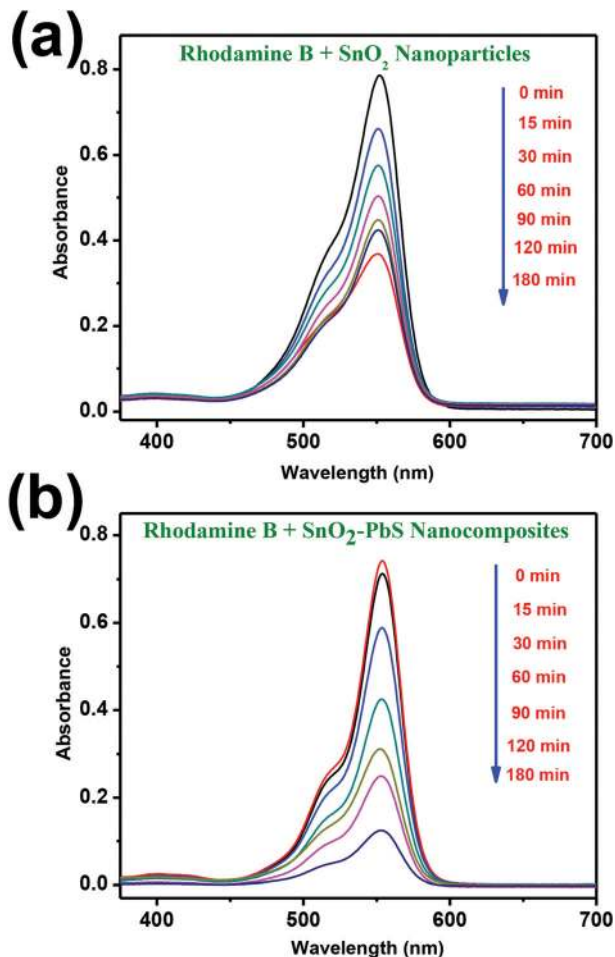 (a)
Rhodamine B + SnO₂ Nanoparticles
0.8
0.6
0.4
0.2
0.0
Absorbance
0 min
15 min
30 min
60 min
90 min
120 min
180 min
400
500
600
700
Wavelength (nm)
(b)
Rhodamine B + SnO₂-PbS Nanocomposites
0.8
0.6
0.4
0.2
0.0
Absorbance
0 min
15 min
30 min
60 min
90 min
120 min
180 min
400
500
600
700
Wavelength (nm)